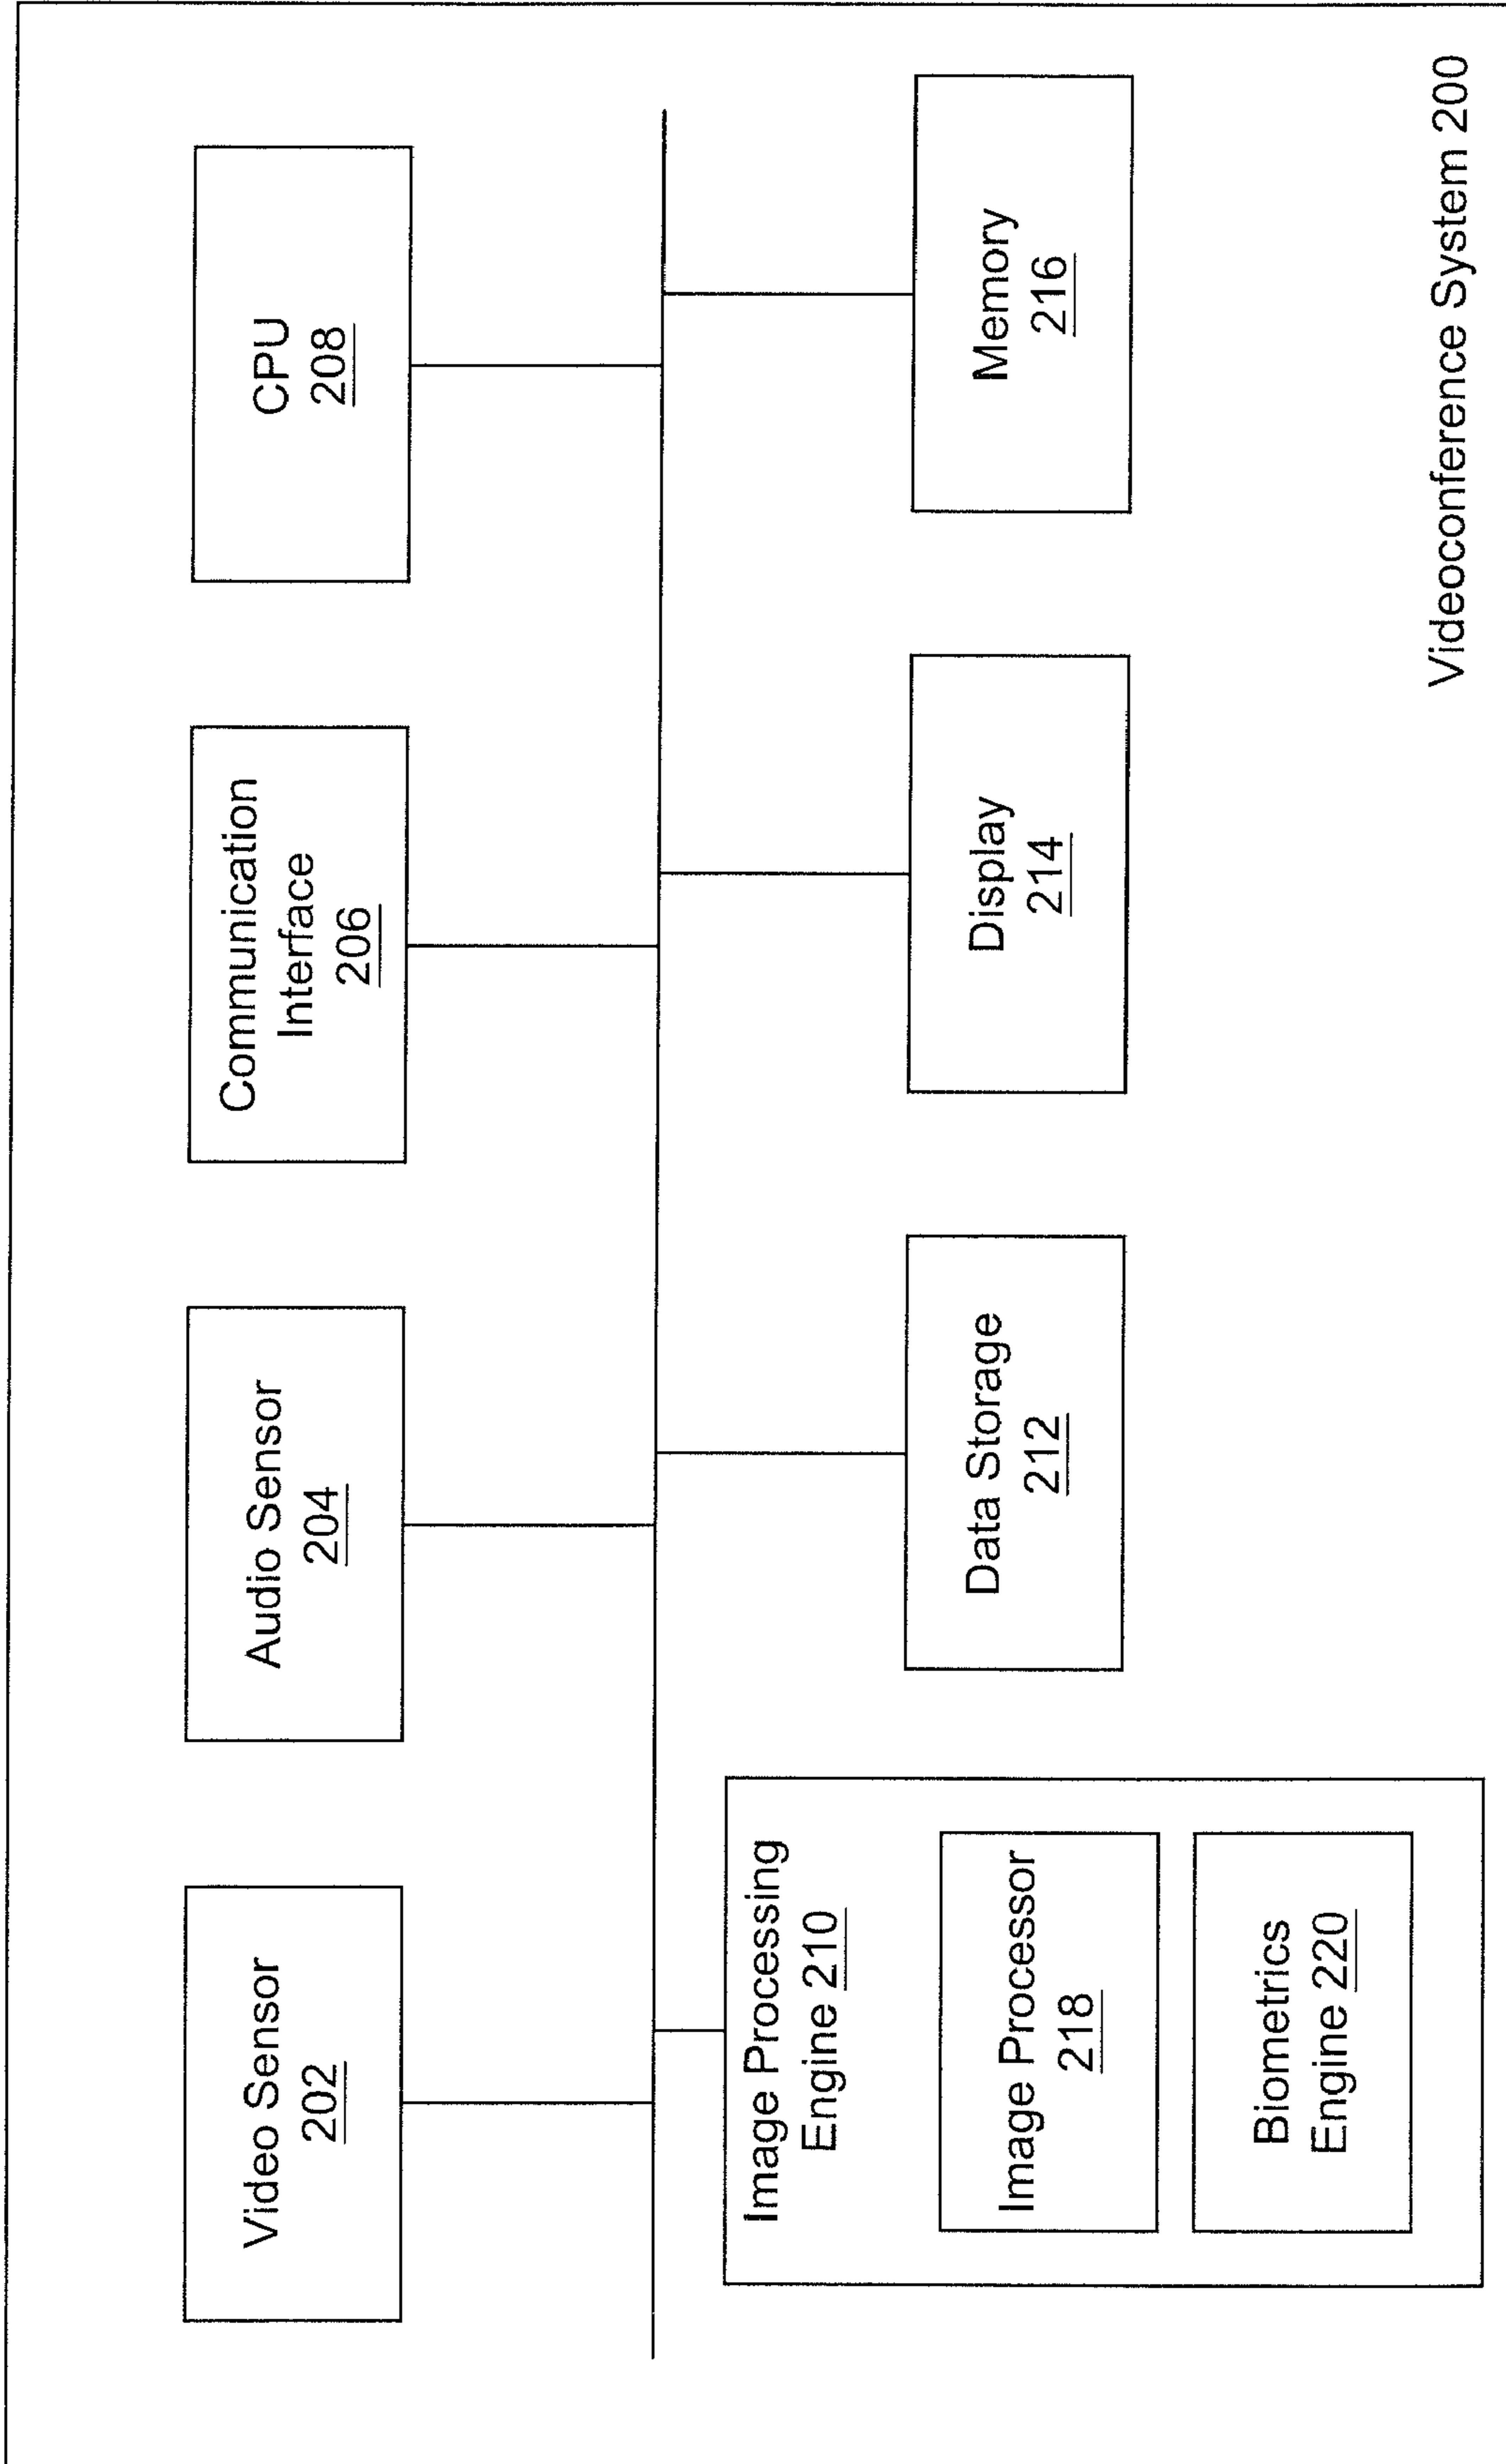 Video Sensor
202
Audio Sensor
204
Communication
Interface
206
CPU
208
Image Processing
Engine 210
Image Processor
218
Biometrics
Engine 220
Data Storage
212
Display
214
Memory
216
Videoconference System 200